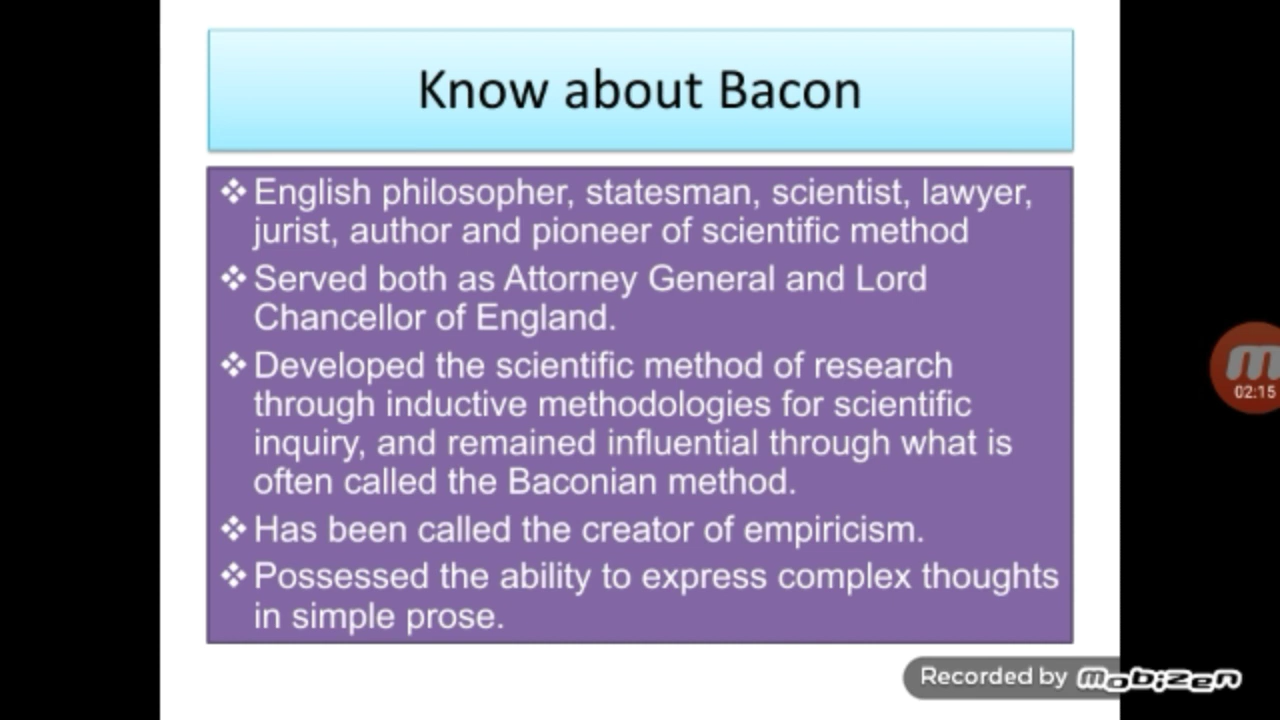 Know about Bacon
❖ English philosopher, statesman, scientist, lawyer,
jurist, author and pioneer of scientific method
❖ Served both as Attorney General and Lord
Chancellor of England.
❖ Developed the scientific method of research
through inductive methodologies for scientific
inquiry, and remained influential through what is
often called the Baconian method.
❖ Has been called the creator of empiricism.
❖ Possessed the ability to express complex thoughts
in simple prose.
m
02:15
Recorded by mobizen